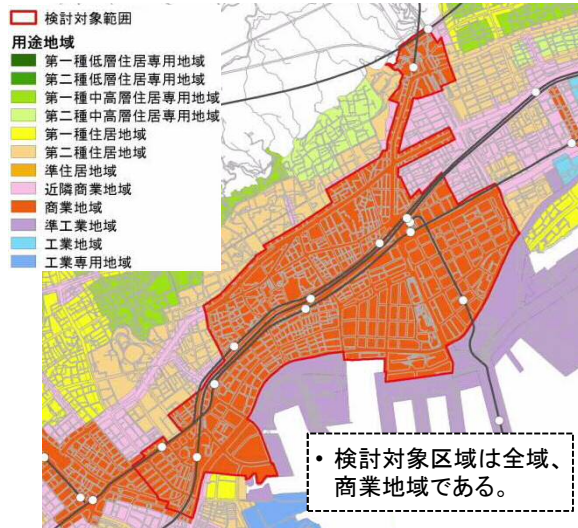 検討対象範囲
用途地域
第一種低層住居専用地域
第二種低層住居専用地域
第一種中高層住居専用地域
第二種中高層住居専用地域
第一種住居地域
第二種住居地域
準住居地域
近隣商業地域
商業地域
準工業地域
工業地域
工業専用地域
• 検討対象区域は全域、
商業地域である。